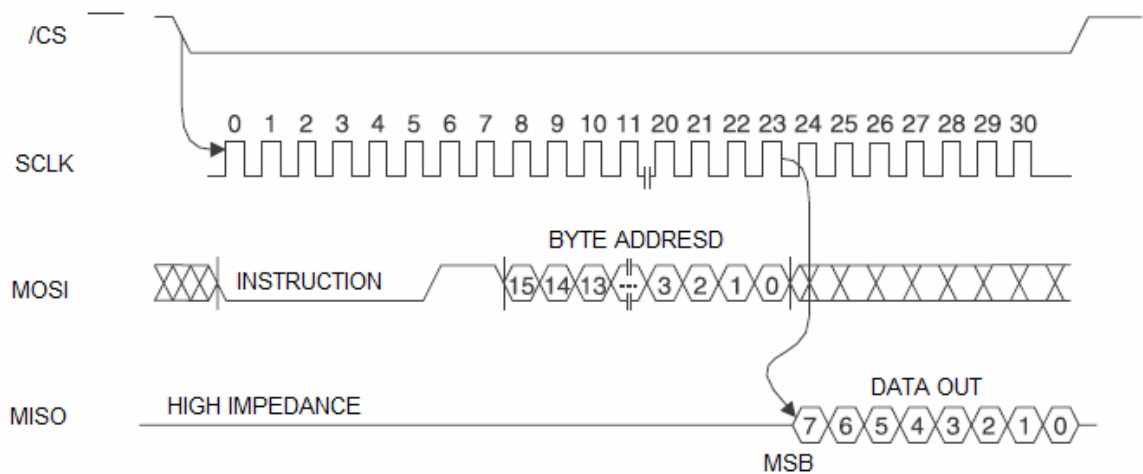 /CS
0 1 2 3 4 5 6 7 8 9 10 11 20 21 22 23 24 25 26 27 28 29 30
SCLK
BYTE ADDRESD
MOSI INSTRUCTION 15 14 13 --- 3 2 1 0
DATA OUT
MISO HIGH IMPEDANCE 7 6 5 4 3 2 1 0
MSB